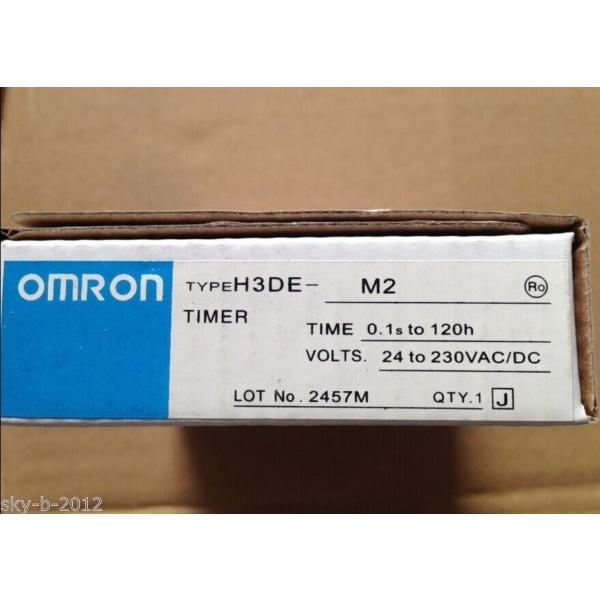 OMRON
TYPE H3DE- M2 Ro
TIMER
TIME 0.1s to 120h
VOLTS. 24 to 230VAC/DC
LOT No. 2457M QTY.1 J
sky-b-2012